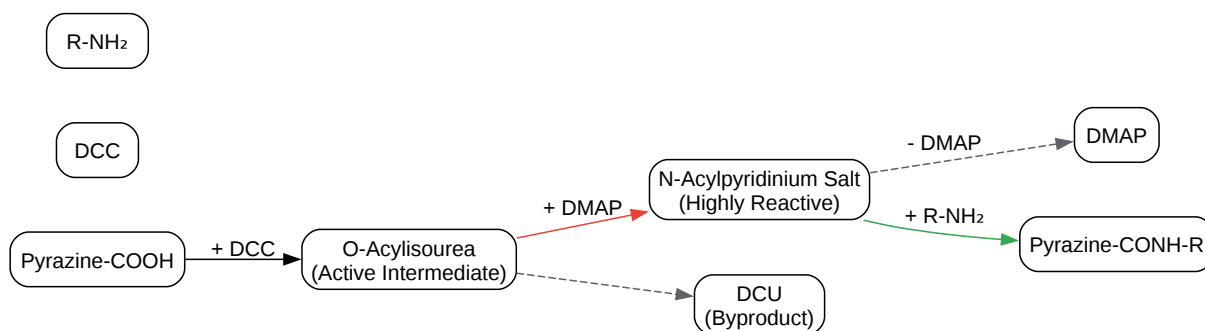 R-NH₂
DCC
Pyrazine-COOH
+ DCC
O-Acylisourea
(Active Intermediate)
+ DMAP
N-Acylpyridinium Salt
(Highly Reactive)
- DMAP
DMAP
+ R-NH₂
Pyrazine-CONH-R
DCU
(Byproduct)